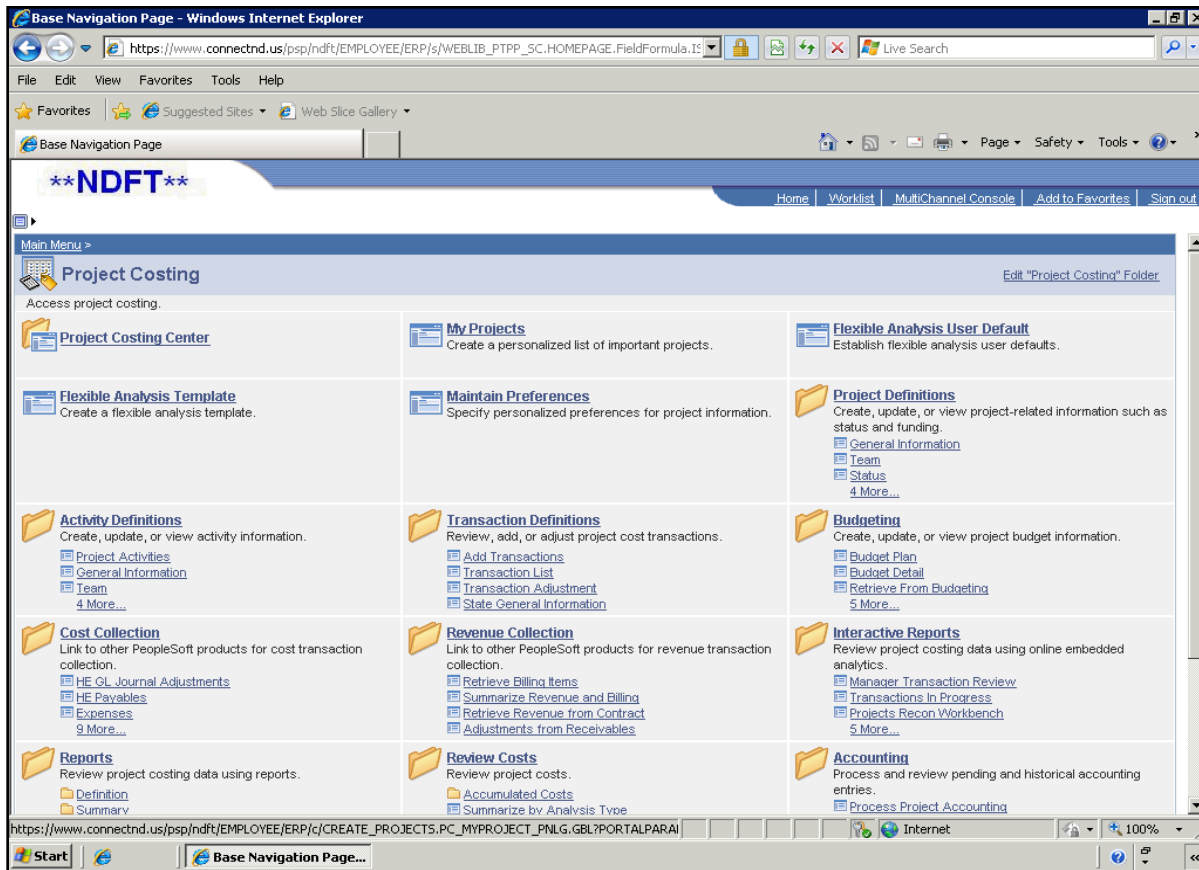 Base Navigation Page - Windows Internet Explorer
https://www.connectnd.us/psp/ndft/EMPLOYEE/ERP/s/WEBLIB_PTPP_SC.HOMEPAGE.FieldFormula.IS
Live Search
File Edit View Favorites Tools Help
Favorites Suggested Sites Web Slice Gallery
Base Navigation Page
Page Safety Tools
**NDFT**
Home Worklist MultiChannel Console Add to Favorites Sign out
Main Menu >
Project Costing
Edit "Project Costing" Folder
Access project costing.
Project Costing Center
My Projects
Create a personalized list of important projects.
Flexible Analysis User Default
Establish flexible analysis user defaults.
Flexible Analysis Template
Create a flexible analysis template.
Maintain Preferences
Specify personalized preferences for project information.
Project Definitions
Create, update, or view project-related information such as
status and funding.
General Information
Team
Status
4 More...
Activity Definitions
Create, update, or view activity information.
Project Activities
General Information
Team
4 More...
Transaction Definitions
Review, add, or adjust project cost transactions.
Add Transactions
Transaction List
Transaction Adjustment
State General Information
Budgeting
Create, update, or view project budget information.
Budget Plan
Budget Detail
Retrieve From Budgeting
5 More...
Cost Collection
Link to other PeopleSoft products for cost transaction
collection.
HE GL Journal Adjustments
HE Payables
Expenses
9 More...
Revenue Collection
Link to other PeopleSoft products for revenue transaction
collection.
Retrieve Billing Items
Summarize Revenue and Billing
Retrieve Revenue from Contract
Adjustments from Receivables
Interactive Reports
Review project costing data using online embedded
analytics.
Manager Transaction Review
Transactions In Progress
Projects Recon Workbench
5 More...
Reports
Review project costing data using reports.
Definition
Summary
Review Costs
Review project costs.
Accumulated Costs
Summarize by Analysis Type
Accounting
Process and review pending and historical accounting
entries.
Process Project Accounting
https://www.connectnd.us/psp/ndft/EMPLOYEE/ERP/c/CREATE_PROJECTS.PC_MYPROJECT_PNLG.GBL?PORTALPARAI
Internet
100%
Start
Base Navigation Page...